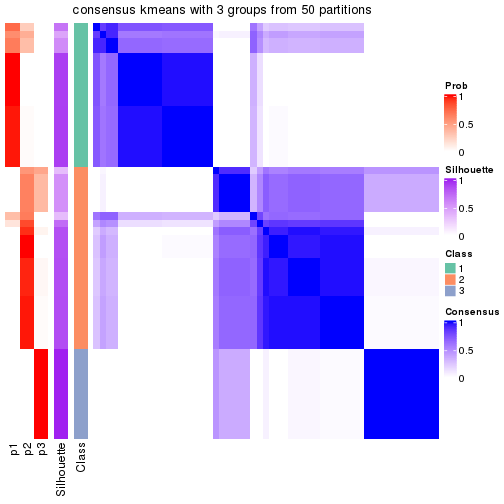 consensus kmeans with 3 groups from 50 partitions
Prob
1
0.5
0
Silhouette
1
0.5
0
Class
1
2
3
Consensus
1
0.5
0
p1
p2
p3
Silhouette
Class